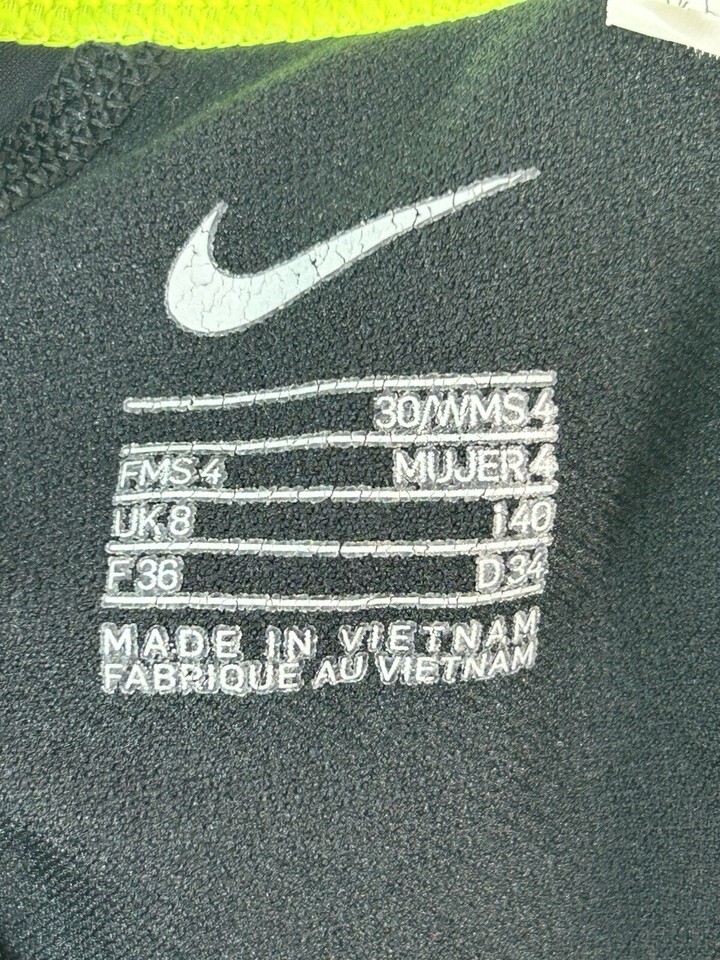 30/WMS 4
FMS 4 MUJER 4
UK 8 I 40
F 36 D 34
MADE IN VIETNAM
FABRIQUE AU VIETNAM